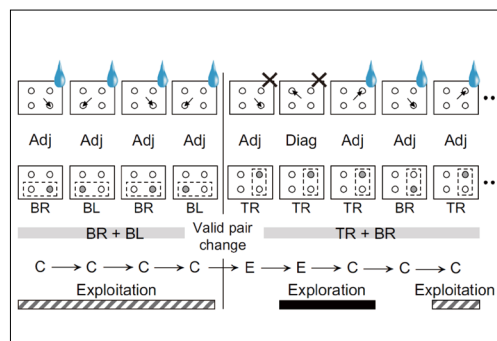 Adj Adj Adj Adj Adj Diag Adj Adj Adj
BR BL BR BL TR TR TR BR TR
BR + BL Valid pair change TR + BR
C → C → C → C → E → E → C → C → C
Exploitation Exploration Exploitation